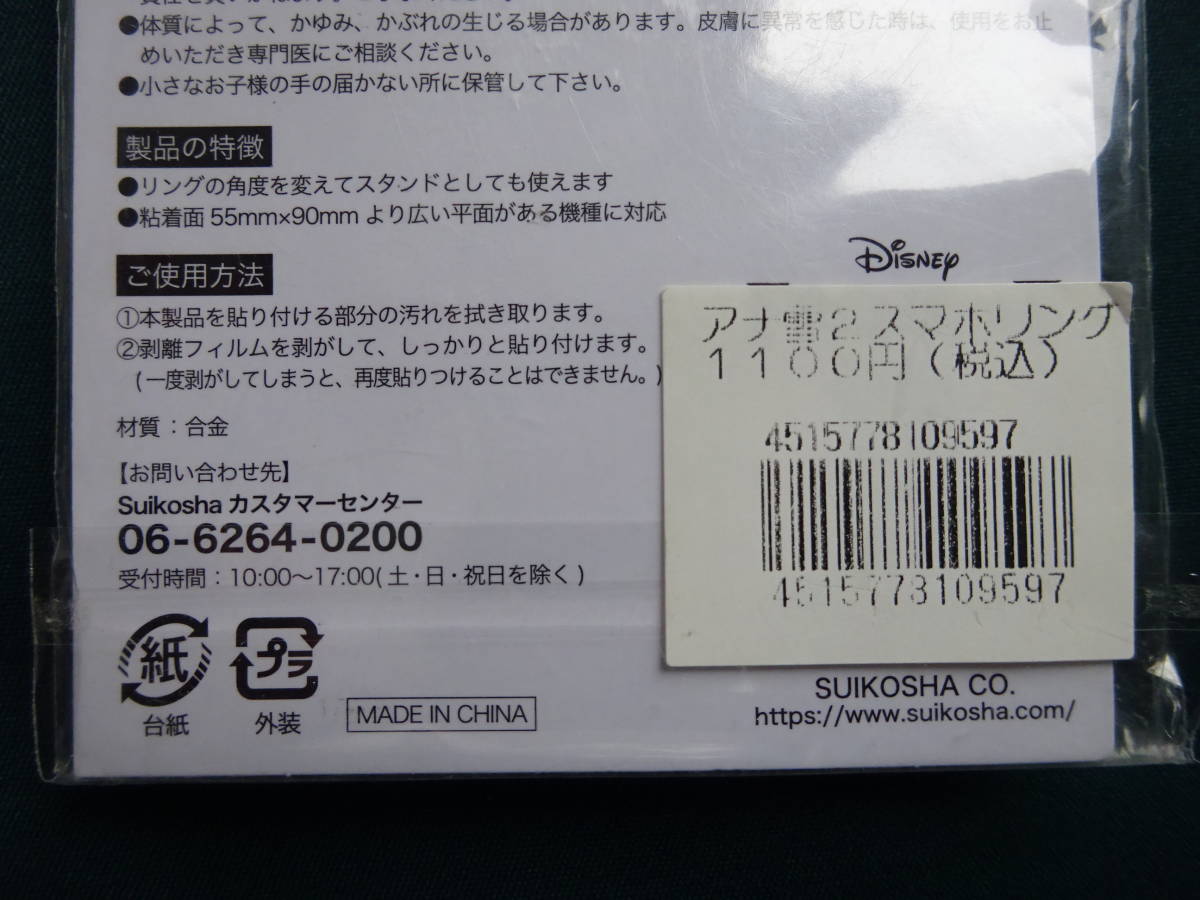 ●体質によって、かゆみ、かぶれの生じる場合があります。皮膚に異常を感じた時は、使用をお止
めいただき専門医にご相談ください。
●小さなお子様の手の届かない所に保管して下さい。
製品の特徴
●リングの角度を変えてスタンドとしても使えます
●粘着面 55mm×90mm より広い平面がある機種に対応
ご使用方法
①本製品を貼り付ける部分の汚れを拭き取ります。
②剥離フィルムを剥がして、しっかりと貼り付けます。
(一度剥がしてしまうと、再度貼りつけることはできません。)
材質：合金
【お問い合わせ先】
Suikosha カスタマーセンター
06-6264-0200
受付時間：10:00〜17:00(土・日・祝日を除く)
紙
台紙
プラ
外装
MADE IN CHINA
Disney
アナ雪２スマホリング
１１００円（税込）
4515778109597
4515778109597
SUIKOSHA CO.
https://www.suikosha.com/